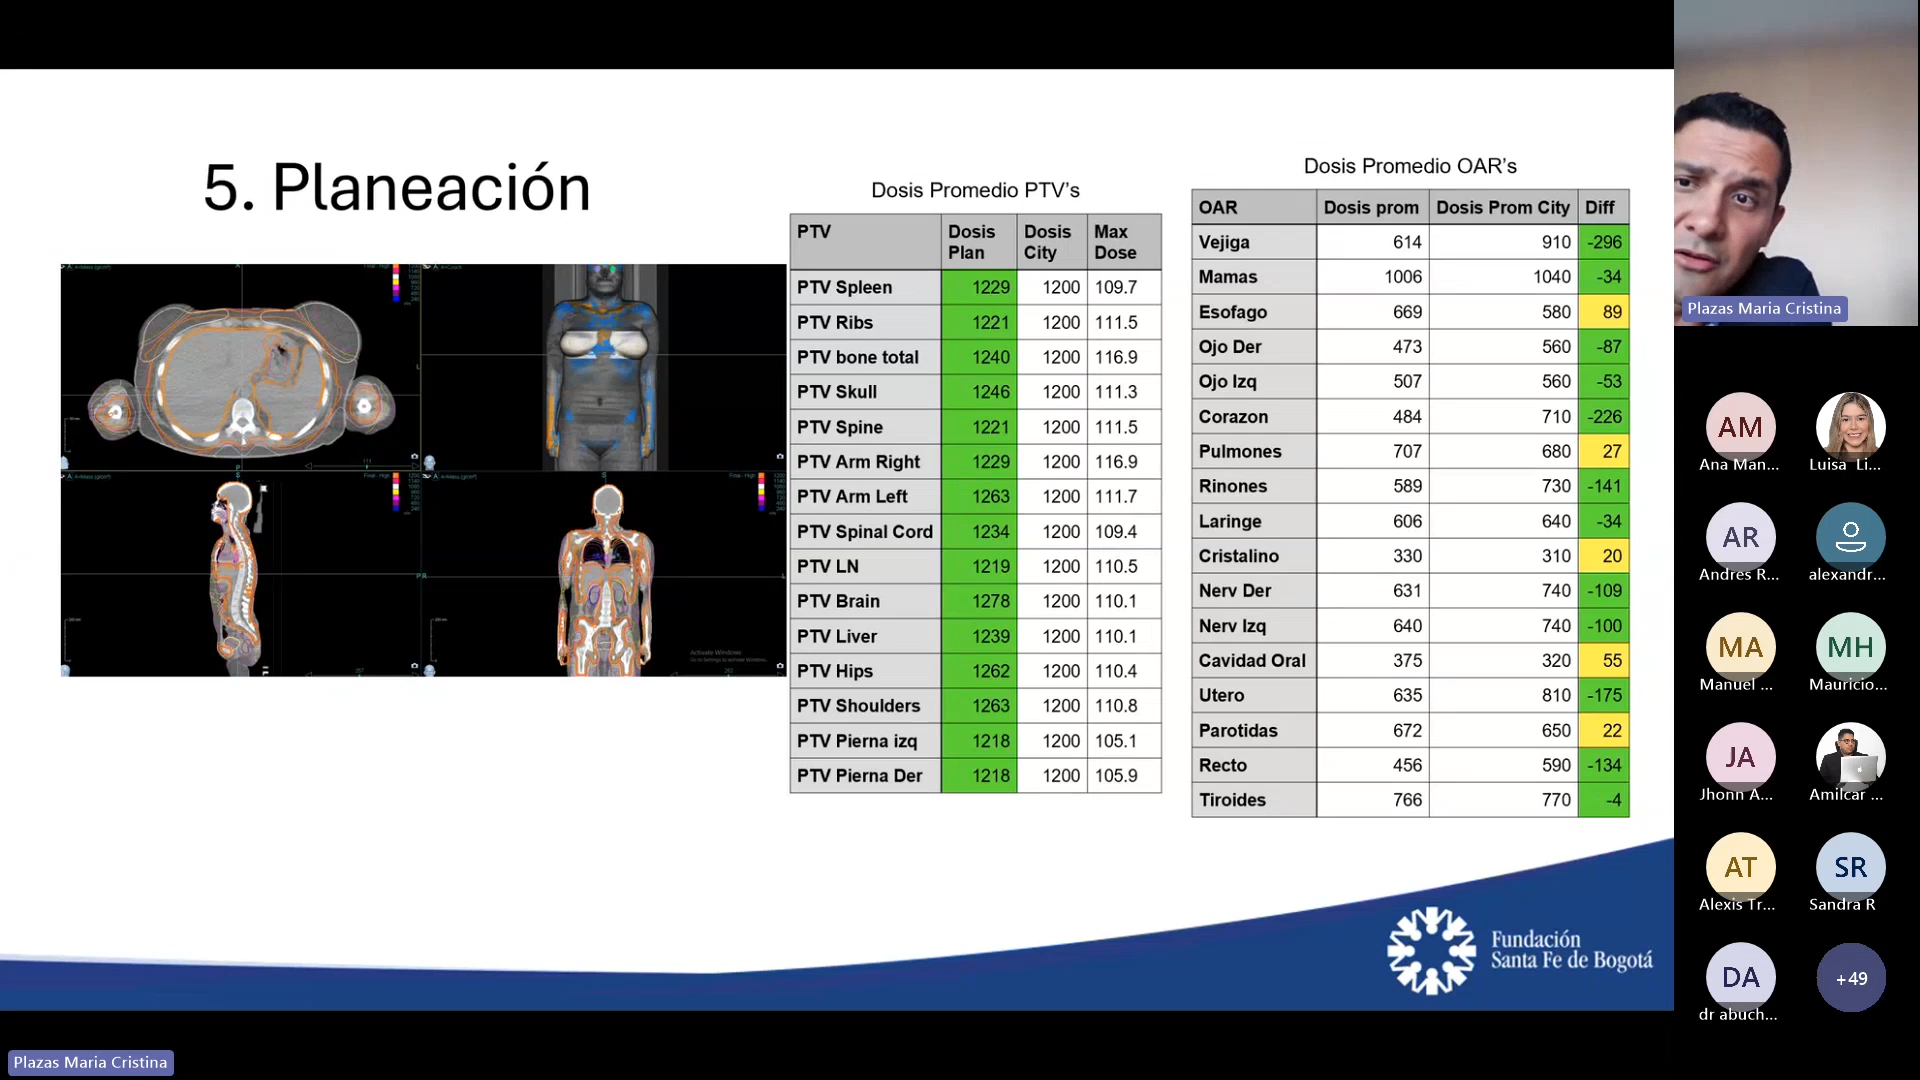 5. Planeación
Dosis Promedio PTV's
PTV Dosis Plan Dosis City Max Dose
PTV Spleen 1229 1200 109.7
PTV Ribs 1221 1200 111.5
PTV bone total 1240 1200 116.9
PTV Skull 1246 1200 111.3
PTV Spine 1221 1200 111.5
PTV Arm Right 1229 1200 116.9
PTV Arm Left 1263 1200 111.7
PTV Spinal Cord 1234 1200 109.4
PTV LN 1219 1200 110.5
PTV Brain 1278 1200 110.1
PTV Liver 1239 1200 110.1
PTV Hips 1262 1200 110.4
PTV Shoulders 1263 1200 110.8
PTV Pierna izq 1218 1200 105.1
PTV Pierna Der 1218 1200 105.9
Dosis Promedio OAR's
OAR Dosis prom Dosis Prom City Diff
Vejiga 614 910 -296
Mamas 1006 1040 -34
Esofago 669 580 89
Ojo Der 473 560 -87
Ojo Izq 507 560 -53
Corazon 484 710 -226
Pulmones 707 680 27
Rinones 589 730 -141
Laringe 606 640 -34
Cristalino 330 310 20
Nerv Der 631 740 -109
Nerv Izq 640 740 -100
Cavidad Oral 375 320 55
Utero 635 810 -175
Parotidas 672 650 22
Recto 456 590 -134
Tiroides 766 770 -4
Activate Windows
Fundación
Santa Fe de Bogotá
Plazas Maria Cristina
AM
Ana Man...
Luisa Li...
AR
Andres R...
alexandr...
MA
Manuel ...
MH
Mauricio...
JA
Jhonn A...
Amilcar ...
AT
Alexis Tr...
SR
Sandra R
DA
dr abuch...
+49
Plazas Maria Cristina